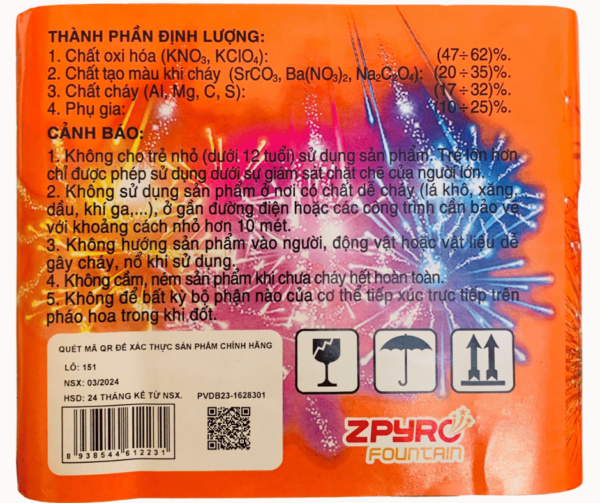 THÀNH PHẦN ĐỊNH LƯỢNG:
1. Chất oxi hóa (KNO₃, KClO₄): (47÷62)%.
2. Chất tạo màu khi cháy (SrCO₃, Ba(NO₃)₂, Na₂C₂O₄): (20÷35)%.
3. Chất cháy (Al, Mg, C, S): (17÷32)%.
4. Phụ gia: (10÷25)%.
CẢNH BÁO:
1. Không cho trẻ nhỏ (dưới 12 tuổi) sử dụng sản phẩm. Trẻ lớn hơn
chỉ được phép sử dụng dưới sự giám sát chặt chẽ của người lớn.
2. Không sử dụng sản phẩm ở nơi có chất dễ cháy (lá khô, xăng,
dầu, khí ga,...), ở gần đường điện hoặc các công trình cần bảo vệ
với khoảng cách nhỏ hơn 10 mét.
3. Không hướng sản phẩm vào người, động vật hoặc vật liệu dễ
gây cháy, nổ khi sử dụng.
4. Không cầm, ném sản phẩm khi chưa cháy hết hoàn toàn.
5. Không để bất kỳ bộ phận nào của cơ thể tiếp xúc trực tiếp trên
pháo hoa trong khi đốt.
QUÉT MÃ QR ĐỂ XÁC THỰC SẢN PHẨM CHÍNH HÃNG
LÔ: 151
NSX: 03/2024
HSD: 24 THÁNG KỂ TỪ NSX. PVDB23-1628301
8 938544 612231
ZPYRO
FOUNTAIN